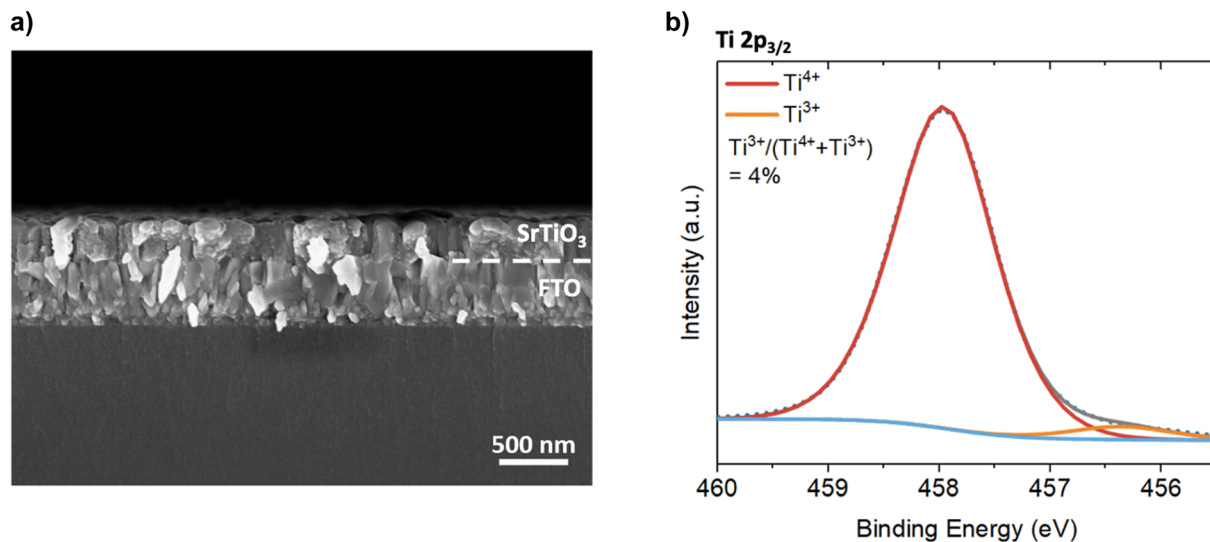 a)
SrTiO₃
FTO
500 nm
b)
Ti 2p₃/₂
Ti⁴⁺
Ti³⁺
Ti³⁺/(Ti⁴⁺+Ti³⁺)
= 4%
Intensity (a.u.)
460 459 458 457 456
Binding Energy (eV)